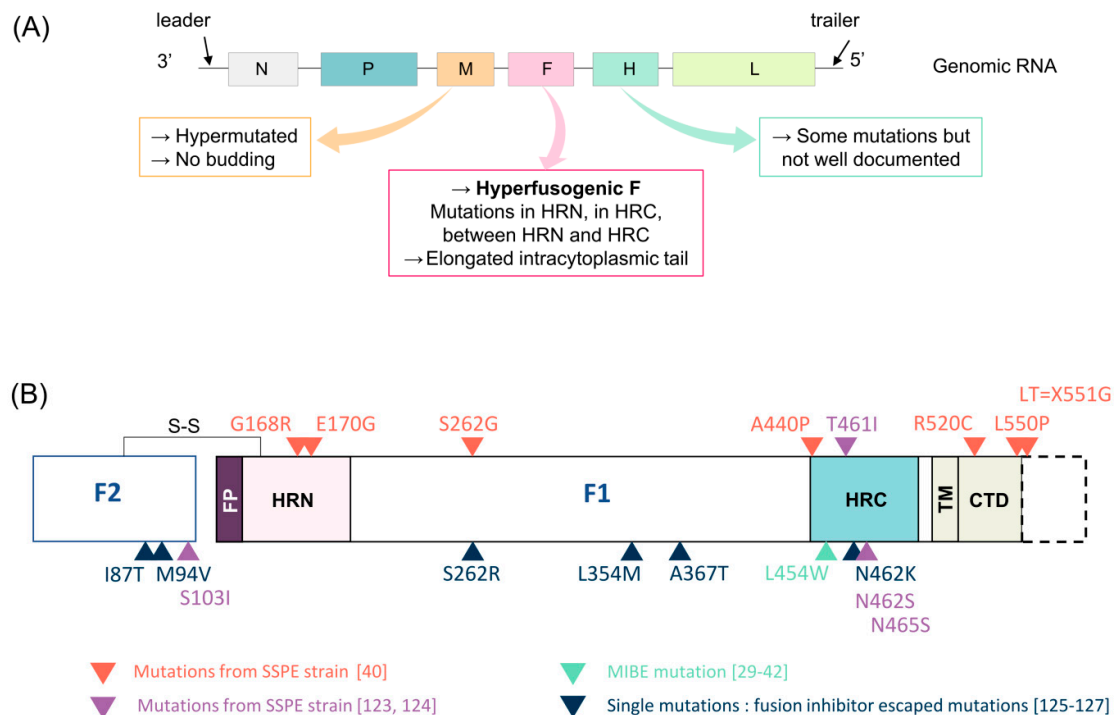 (A)
leader
trailer
3’
N
P
M
F
H
L
5’
Genomic RNA
→ Hypermutated
→ No budding
→ Hyperfusogenic F
Mutations in HRN, in HRC,
between HRN and HRC
→ Elongated intracytoplasmic tail
→ Some mutations but
not well documented
(B)
LT=X551G
G168R
E170G
S262G
A440P
T461I
R520C
L550P
S-S
F2
FP
HRN
F1
HRC
TM
CTD
I87T
M94V
S103I
S262R
L354M
A367T
L454W
N462K
N462S
N465S
Mutations from SSPE strain [40]
MIBE mutation [29-42]
Mutations from SSPE strain [123, 124]
Single mutations : fusion inhibitor escaped mutations [125-127]